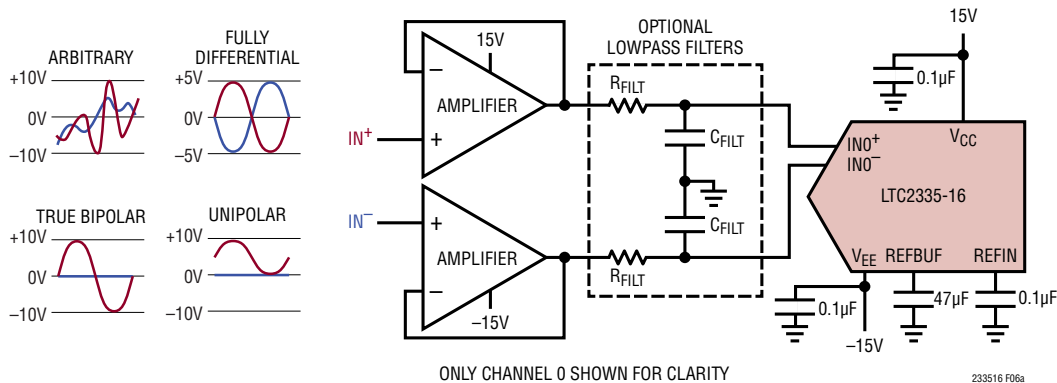 ARBITRARY
+10V
0V
–10V
FULLY
DIFFERENTIAL
+5V
0V
–5V
TRUE BIPOLAR
+10V
0V
–10V
UNIPOLAR
+10V
0V
–10V
IN+
IN–
15V
–
AMPLIFIER
+
+
AMPLIFIER
–
–15V
OPTIONAL
LOWPASS FILTERS
RFILT
CFILT
CFILT
RFILT
15V
0.1µF
IN0+
IN0–
VCC
LTC2335-16
VEE
REFBUF
REFIN
0.1µF
–15V
47µF
0.1µF
ONLY CHANNEL 0 SHOWN FOR CLARITY
233516 F06a